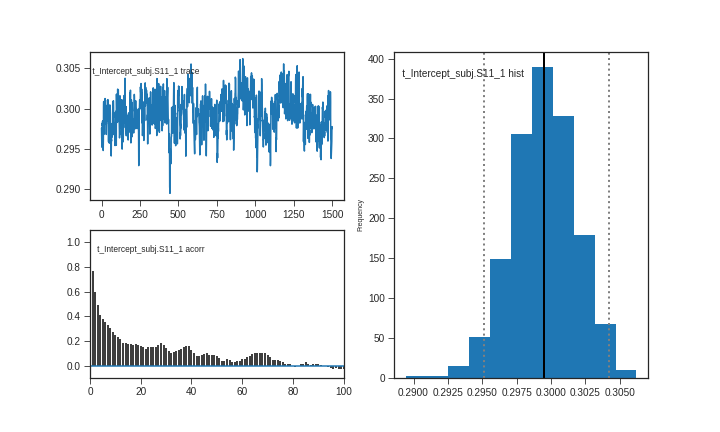 t_Intercept_subj.S11_1 trace
0.305
0.300
0.295
0.290
0 250 500 750 1000 1250 1500
t_Intercept_subj.S11_1 acorr
1.0
0.8
0.6
0.4
0.2
0.0
0 20 40 60 80 100
t_Intercept_subj.S11_1 hist
Frequency
400
350
300
250
200
150
100
50
0
0.2900 0.2925 0.2950 0.2975 0.3000 0.3025 0.3050